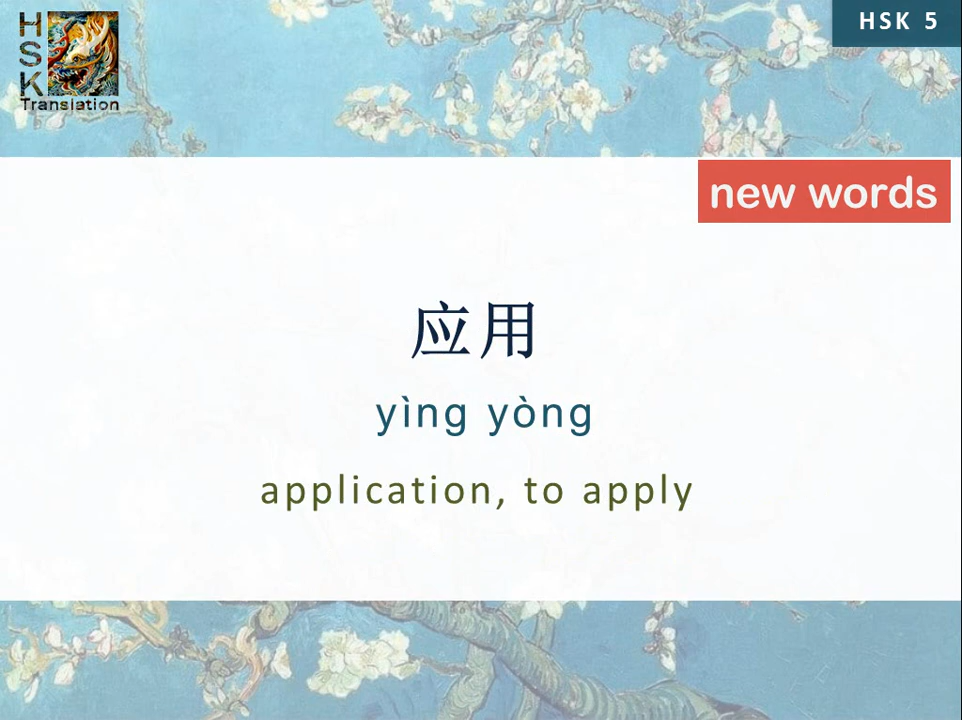 HSK
Translation
HSK 5
new words
应用
yìng yòng
application, to apply